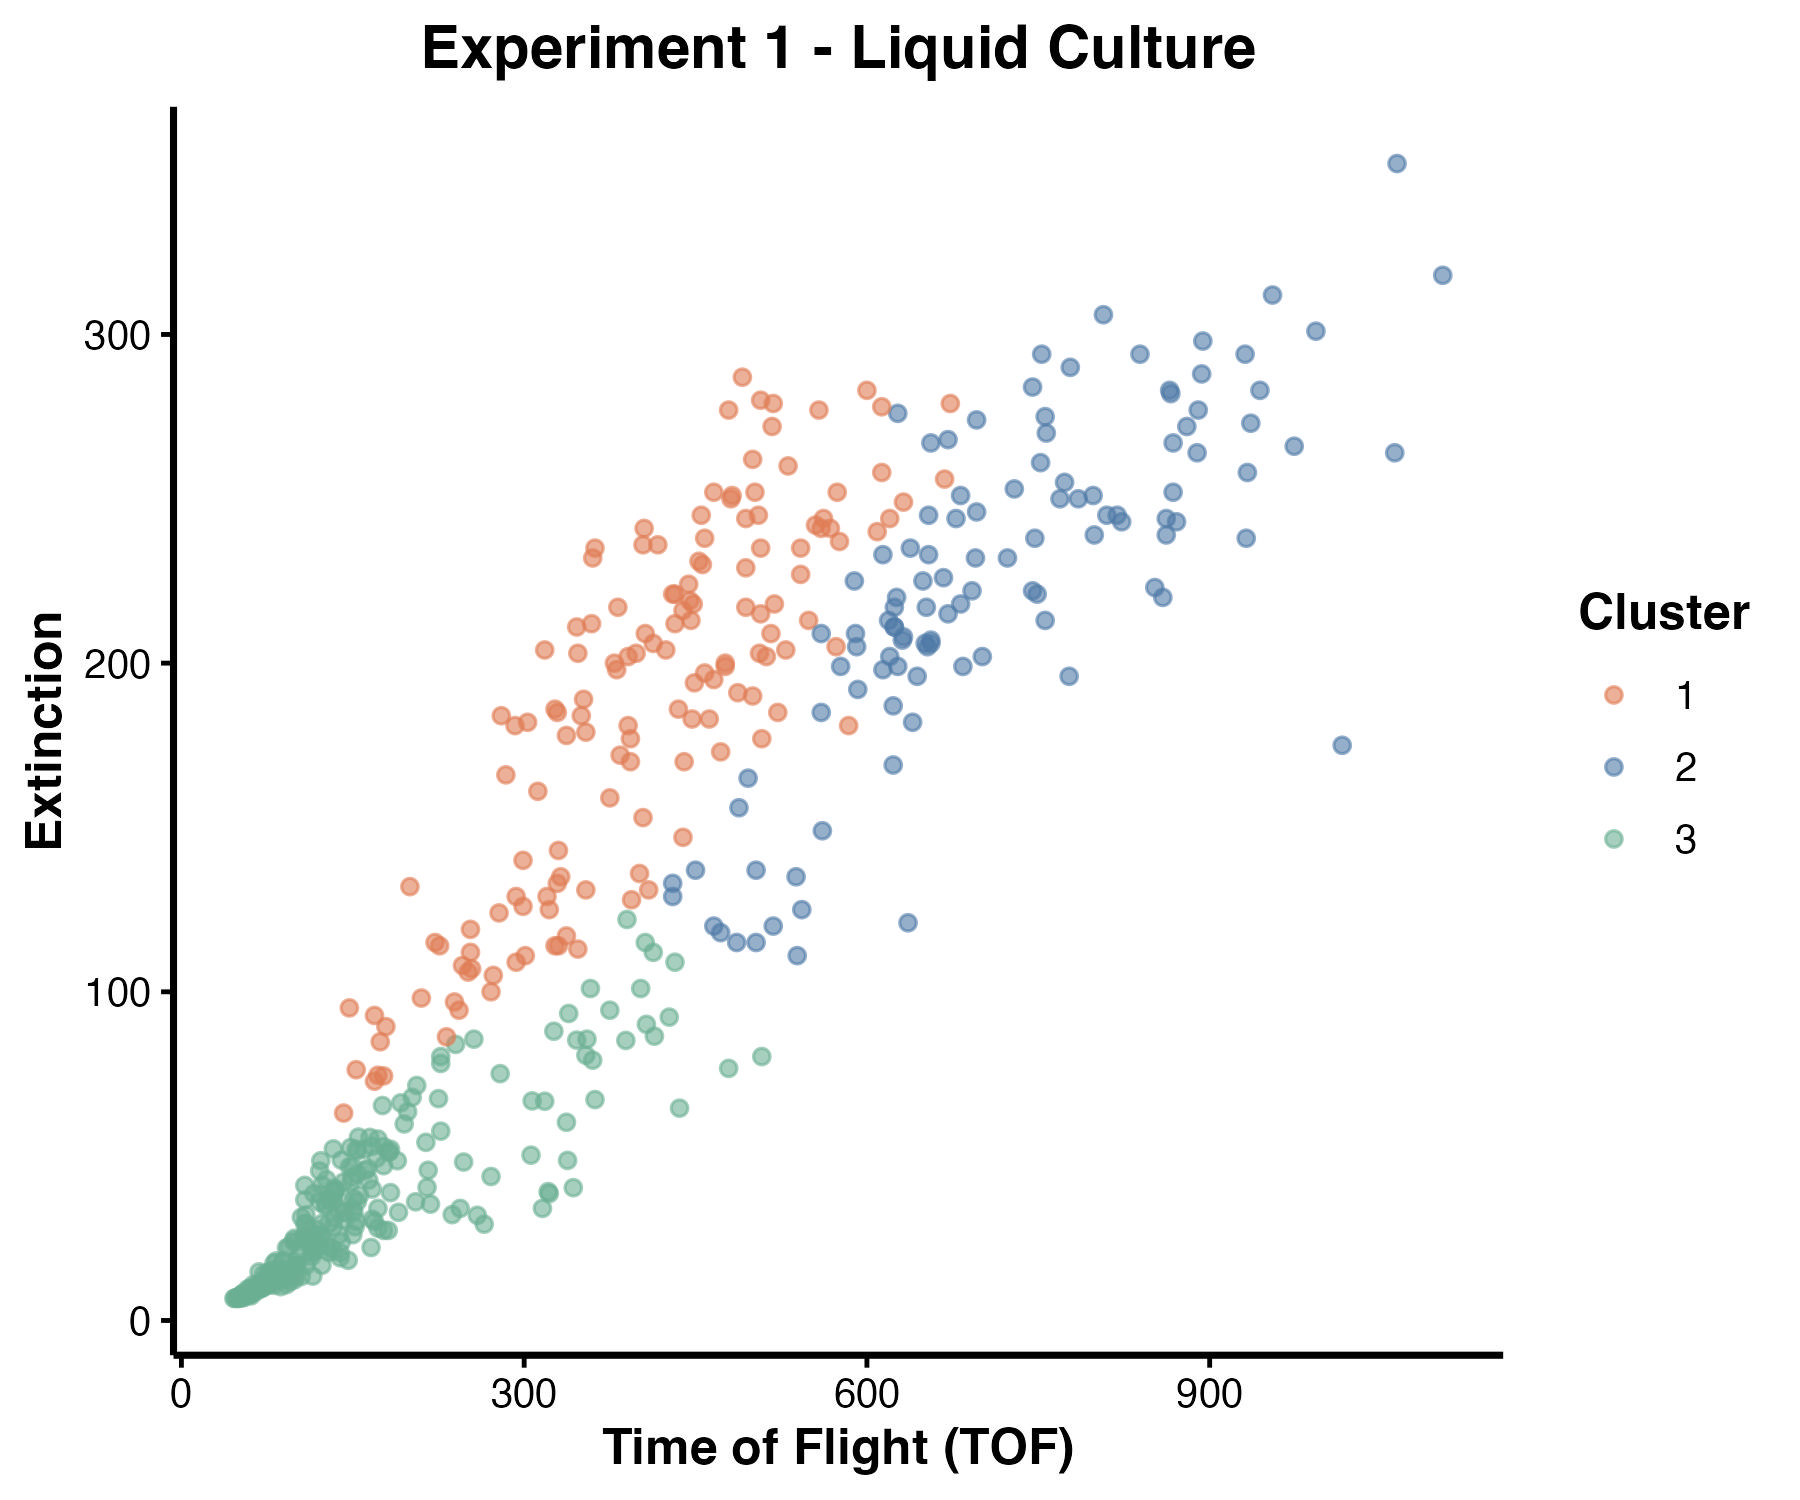 Experiment 1 - Liquid Culture
Extinction
300
200
100
0
0 300 600 900
Time of Flight (TOF)
Cluster
1
2
3